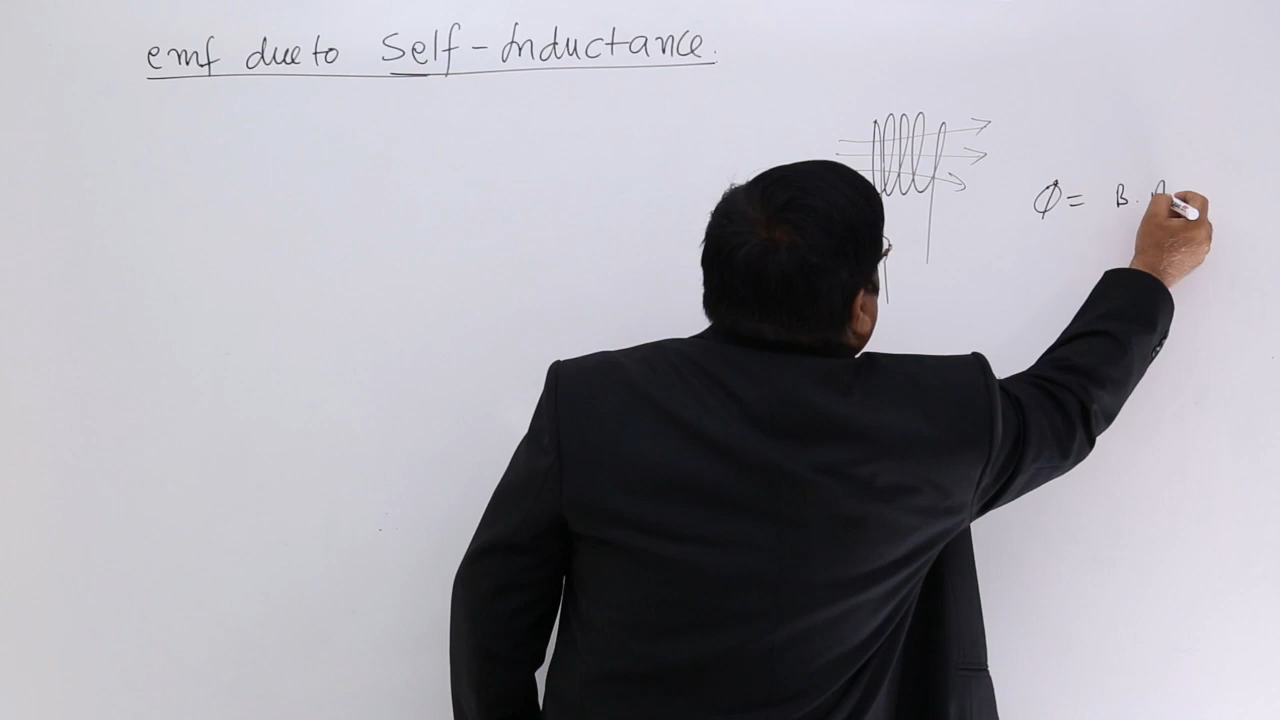 emf due to Self-Inductance.
Φ = B.